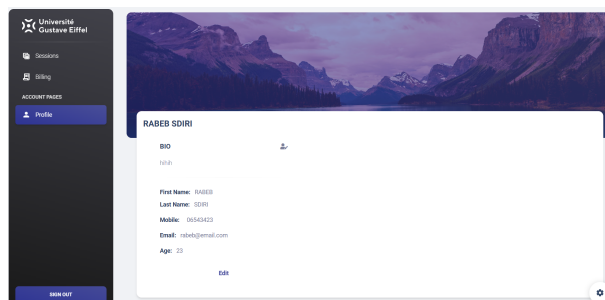 Université
Gustave Eiffel
Sessions
Billing
ACCOUNT PAGES
Profile
SIGN OUT
RABEB SDIRI
BIO
hihih
First Name: RABEB
Last Name: SDIRI
Mobile: 06543423
Email: rabeb@email.com
Age: 23
Edit